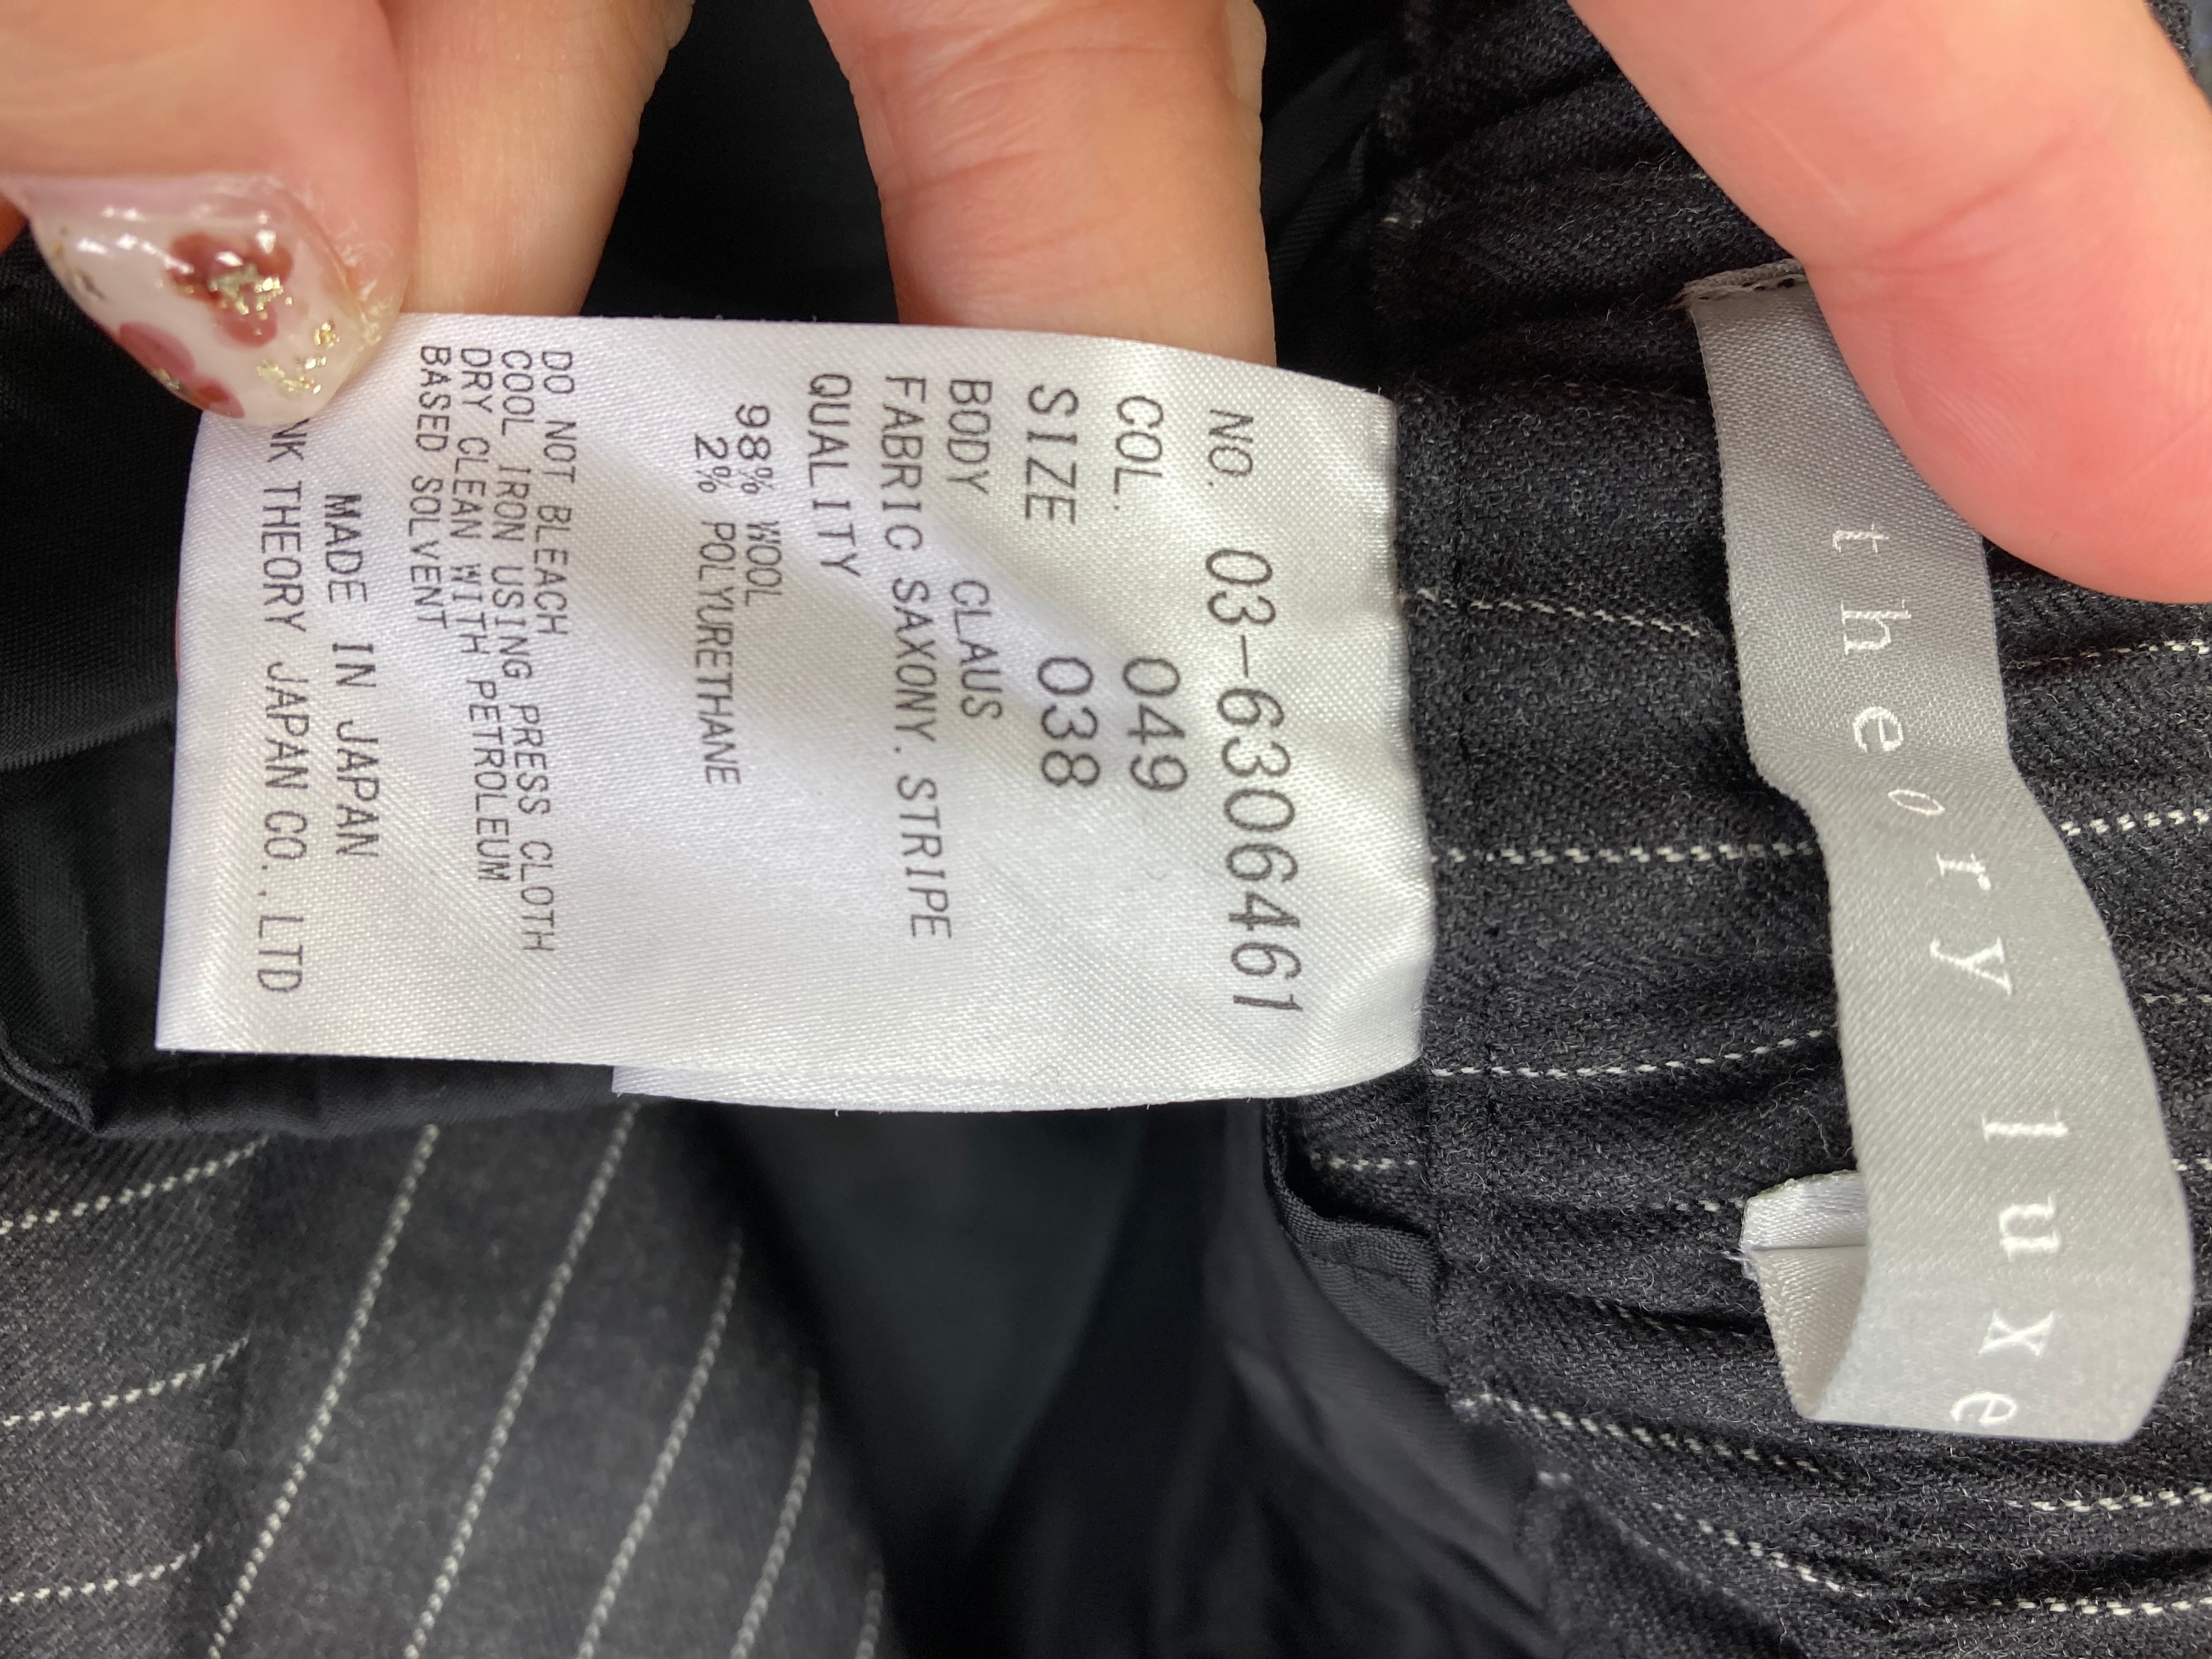 theory luxe
NO. 03-6306461
COL. 049
SIZE 038
BODY CLAUS
FABRIC SAXONY. STRIPE
QUALITY
98% WOOL
2% POLYURETHANE
DO NOT BLEACH
COOL IRON USING PRESS CLOTH
DRY CLEAN WITH PETROLEUM
BASED SOLVENT
MADE IN JAPAN
THEORY JAPAN CO.,LTD